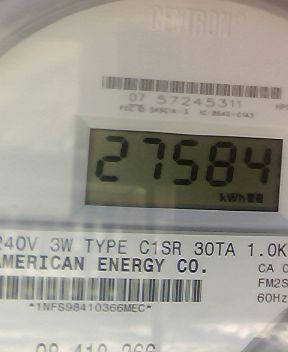 CENTRON
07 57245311
27584
kWh
240V 3W TYPE C1SR 30TA 1.0K
AMERICAN ENERGY CO.
CA 0
FM2S
60Hz
*1NFS98410366MEC*